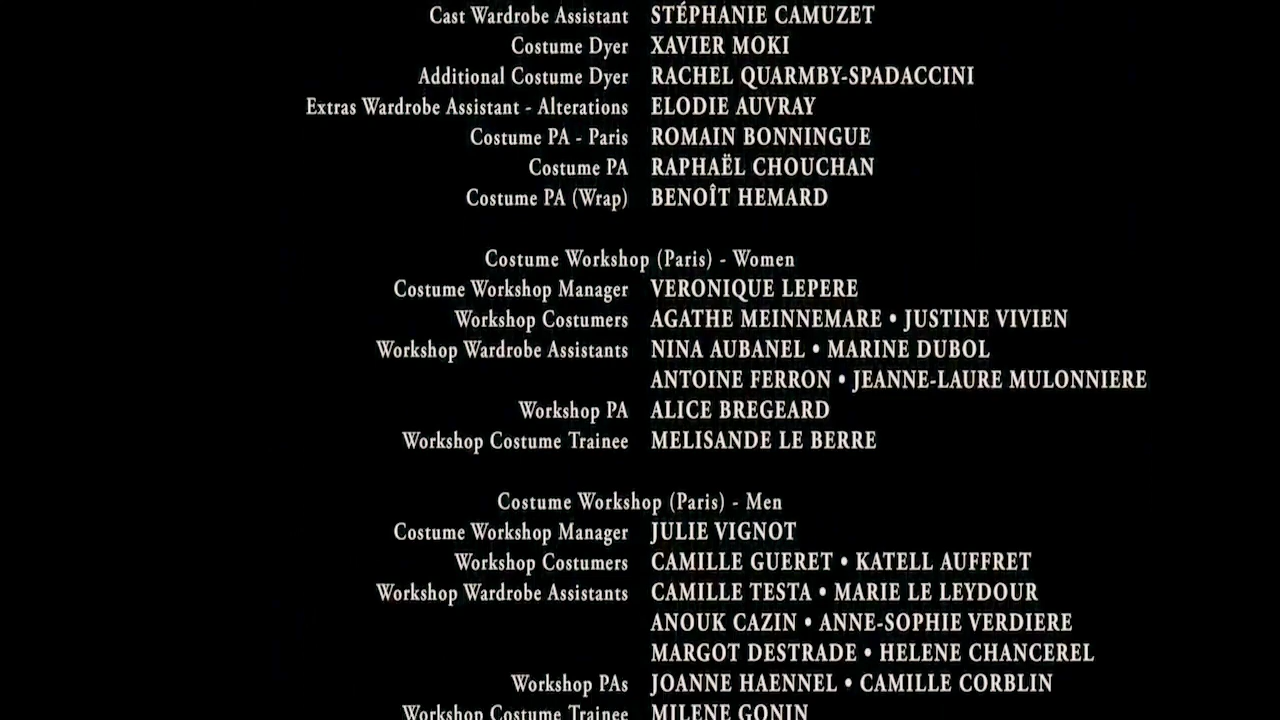 Cast Wardrobe Assistant STÉPHANIE CAMUZET
Costume Dyer XAVIER MOKI
Additional Costume Dyer RACHEL QUARMBY-SPADACCINI
Extras Wardrobe Assistant - Alterations ELODIE AUVRAY
Costume PA - Paris ROMAIN BONNINGUE
Costume PA RAPHAËL CHOUCHAN
Costume PA (Wrap) BENOÎT HEMARD
Costume Workshop (Paris) - Women
Costume Workshop Manager VERONIQUE LEPERE
Workshop Costumers AGATHE MEINNEMARE • JUSTINE VIVIEN
Workshop Wardrobe Assistants NINA AUBANEL • MARINE DUBOL
ANTOINE FERRON • JEANNE-LAURE MULONNIERE
Workshop PA ALICE BREGEARD
Workshop Costume Trainee MELISANDE LE BERRE
Costume Workshop (Paris) - Men
Costume Workshop Manager JULIE VIGNOT
Workshop Costumers CAMILLE GUERET • KATELL AUFFRET
Workshop Wardrobe Assistants CAMILLE TESTA • MARIE LE LEYDOUR
ANOUK CAZIN • ANNE-SOPHIE VERDIERE
MARGOT DESTRADE • HELENE CHANCEREL
Workshop PAs JOANNE HAENNEL • CAMILLE CORBLIN
Workshop Costume Trainee MILENE GONIN